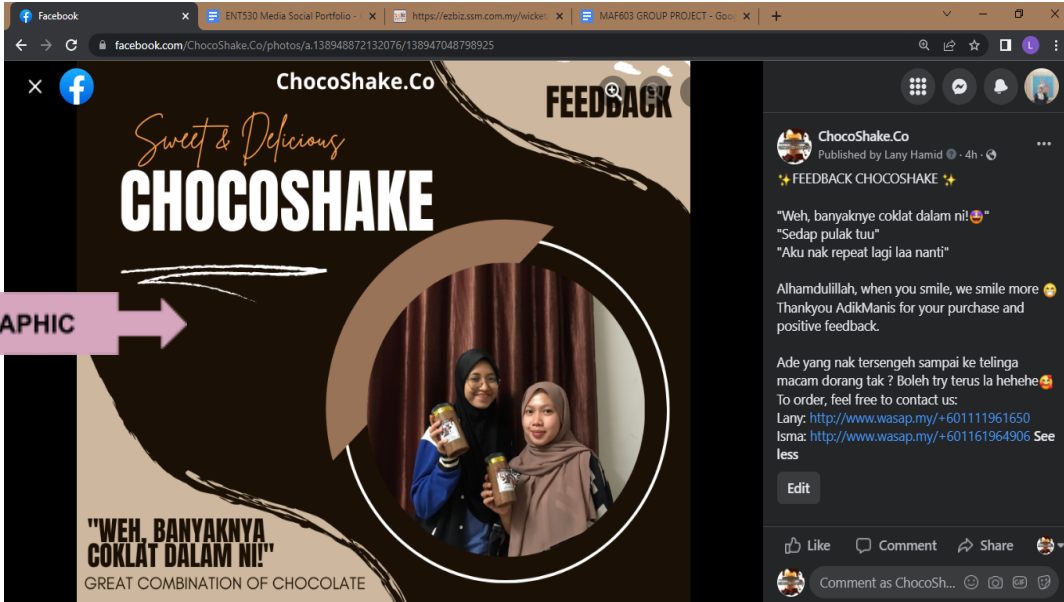 Facebook
ENT530 Media Social Portfolio -
https://ezbiz.ssm.com.my/wicket
MAF603 GROUP PROJECT - Goog
facebook.com/ChocoShake.Co/photos/a.138948872132076/138947048798925
L
ChocoShake.Co
FEEDBACK
Sweet & Delicious
CHOCOSHAKE
APHIC
"WEH, BANYAKNYA
COKLAT DALAM NI!"
GREAT COMBINATION OF CHOCOLATE
ChocoShake.Co
Published by Lany Hamid · 4h ·
✨FEEDBACK CHOCOSHAKE ✨
"Weh, banyaknye coklat dalam ni!🤩"
"Sedap pulak tuu"
"Aku nak repeat lagi laa nanti"
Alhamdulillah, when you smile, we smile more 😁
Thankyou AdikManis for your purchase and
positive feedback.
Ade yang nak tersengeh sampai ke telinga
macam dorang tak ? Boleh try terus la hehehe🥰
To order, feel free to contact us:
Lany: http://www.wasap.my/+601111961650
Isma: http://www.wasap.my/+601161964906 See
less
Edit
Like Comment Share
Comment as ChocoSh... GIF